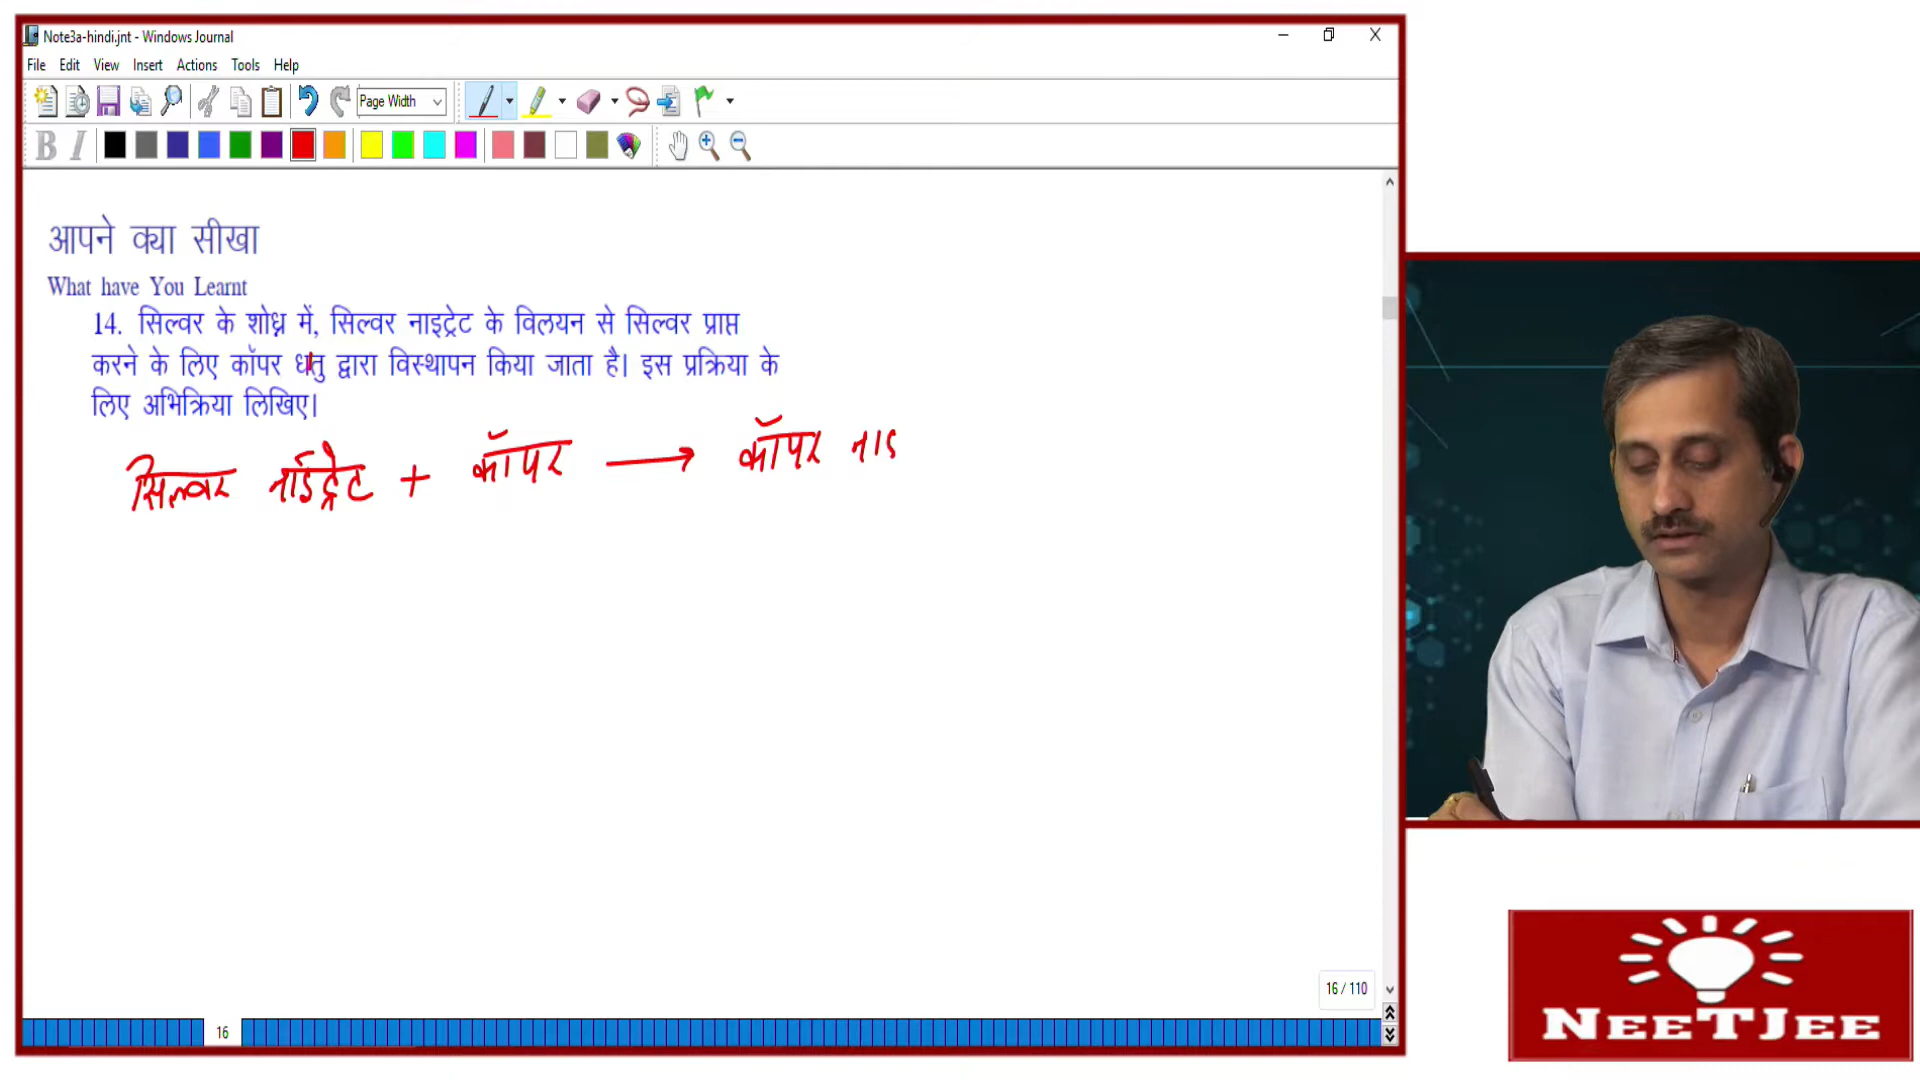 Note3a-hindi.jnt - Windows Journal
File Edit View Insert Actions Tools Help
Page Width
B I
आपने क्या सीखा
What have You Learnt
14. सिल्वर के शोध्न में, सिल्वर नाइट्रेट के विलयन से सिल्वर प्राप्त
करने के लिए कॉपर धातु द्वारा विस्थापन किया जाता है। इस प्रक्रिया के
लिए अभिक्रिया लिखिए।
सिल्वर नाईट्रेट + कॉपर ⟶ कॉपर नाइ
16 / 110
16
NEETJEE